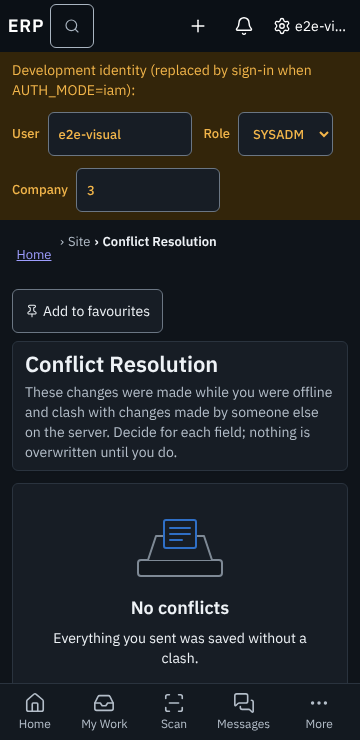 ERP
e2e-vi...
Development identity (replaced by sign-in when
AUTH_MODE=iam):
User e2e-visual Role SYSADM
Company 3
Home › Site › Conflict Resolution
Add to favourites
Conflict Resolution
These changes were made while you were offline
and clash with changes made by someone else
on the server. Decide for each field; nothing is
overwritten until you do.
No conflicts
Everything you sent was saved without a
clash.
Home My Work Scan Messages More